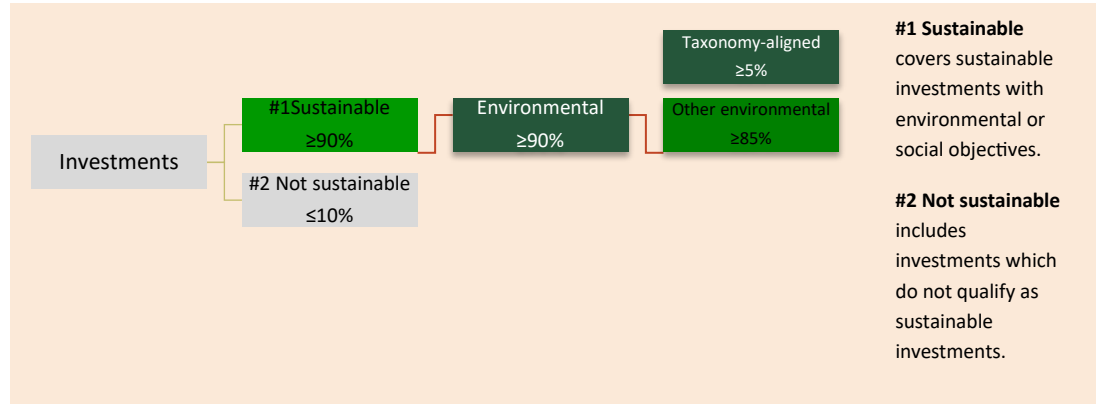 Investments
#1Sustainable
≥90%
#2 Not sustainable
≤10%
Environmental
≥90%
Taxonomy-aligned
≥5%
Other environmental
≥85%
#1 Sustainable
covers sustainable
investments with
environmental or
social objectives.
#2 Not sustainable
includes
investments which
do not qualify as
sustainable
investments.